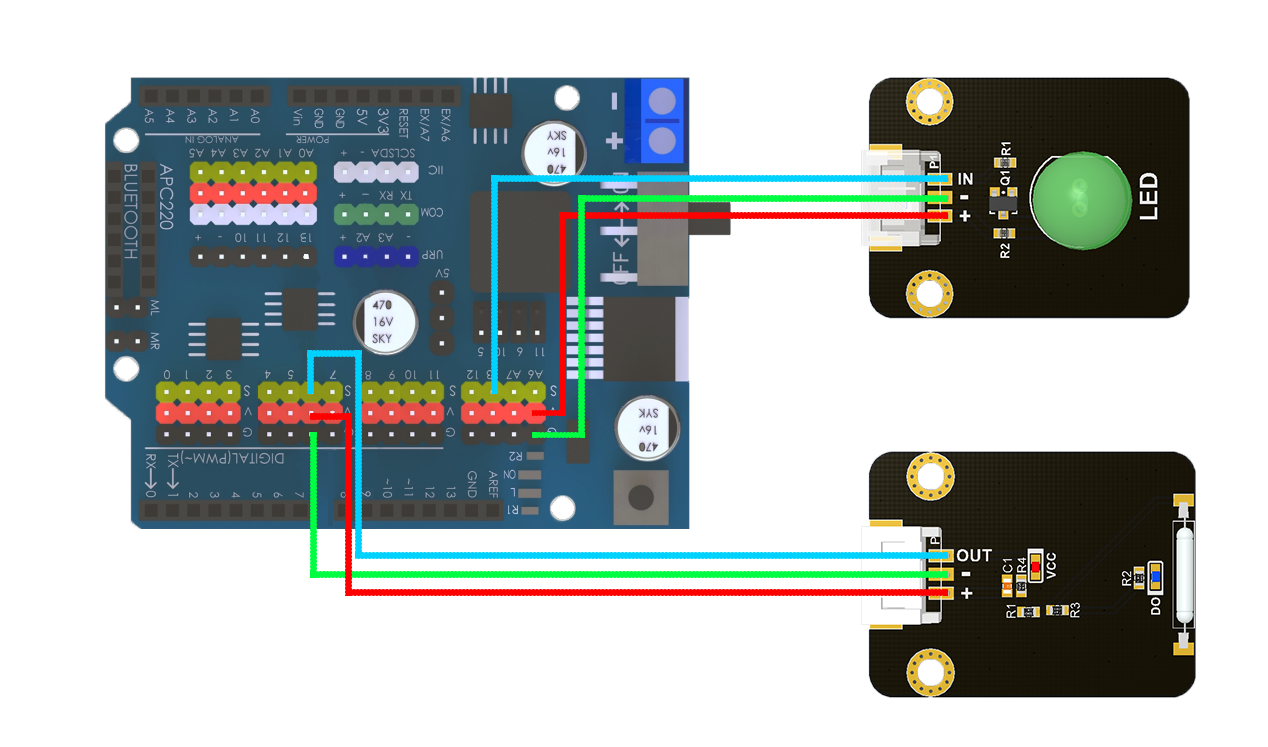 A5 A4 A3 A2 A1 A0
Vin GND GND 5V 3V3 RESET EX/A7 EX/A6
ANALOG IN POWER
- +
SKY 16v 470
BLUETOOTH APC220
A5 A4 A3 A2 A1 A0
+ - SCLSDA IIC
+ - RX TX COM
+ - 10 11 12 13
+ A2 A3 - URP
5V
OFF ON
ML
MR
470
16V
SKY
5 10 6 11
0 1 2 3 S V G
4 5 7 S V G
8 9 10 11 S V G
12 13 A7 A6 S G
SYK 16v 470
DIGITAL(PWM~)
RX→0 TX→1 2 3 4 5 6 7 8 9 ~10 ~11 12 13 GND AREF
R2
ON
L
R1
P1 IN
-
+
R1
Q1
R2
LED
P OUT
-
+
C1 R4 VCC
R1 R3
R2
DO